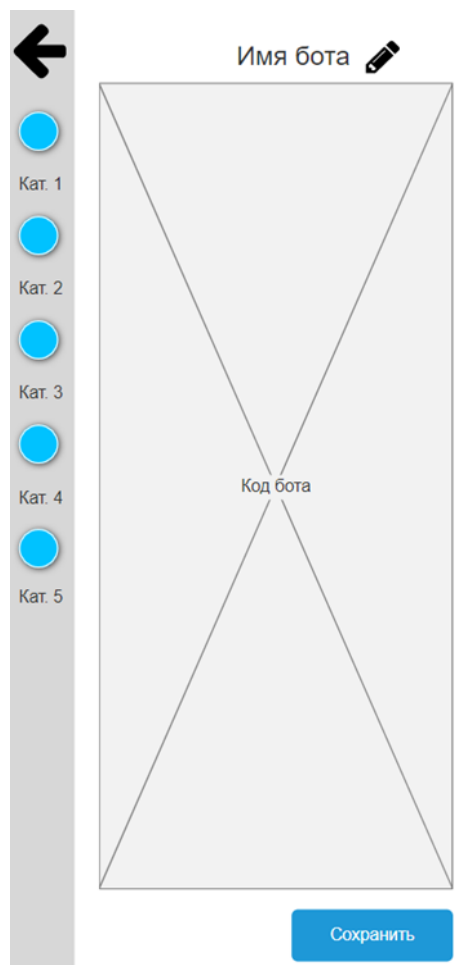 Имя бота
Кат. 1
Кат. 2
Кат. 3
Кат. 4
Кат. 5
Код бота
Сохранить